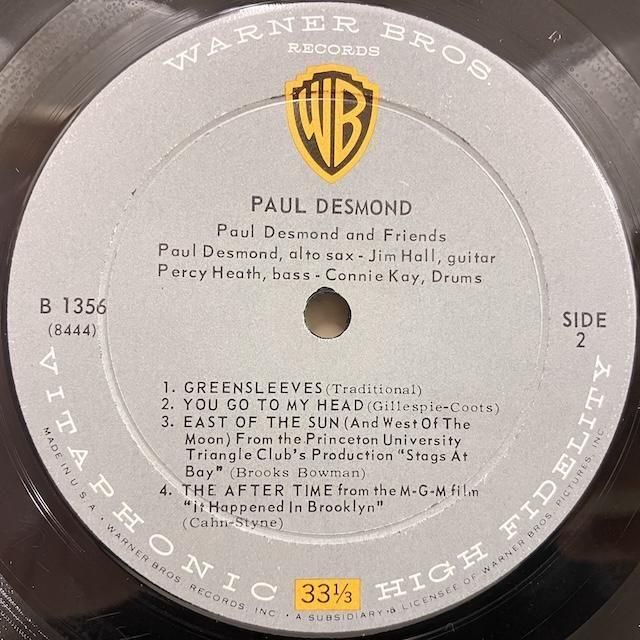 WARNER BROS.
RECORDS
WB
PAUL DESMOND
Paul Desmond and Friends
Paul Desmond, alto sax - Jim Hall, guitar
Percy Heath, bass - Connie Kay, Drums
B 1356
(8444)
SIDE
2
1. GREENSLEEVES (Traditional)
2. YOU GO TO MY HEAD (Gillespie-Coots)
3. EAST OF THE SUN (And West Of The
Moon) From the Princeton University
Triangle Club's Production "Stags At
Bay" (Brooks Bowman)
4. THE AFTER TIME from the M-G-M film
"it Happened In Brooklyn"
(Cahn-Styne)
VITAPHONIC HIGH FIDELITY
33 1/3
MADE IN U.S.A. • WARNER BROS. RECORDS, INC. • A SUBSIDIARY & LICENSEE OF WARNER BROS. PICTURES, INC.